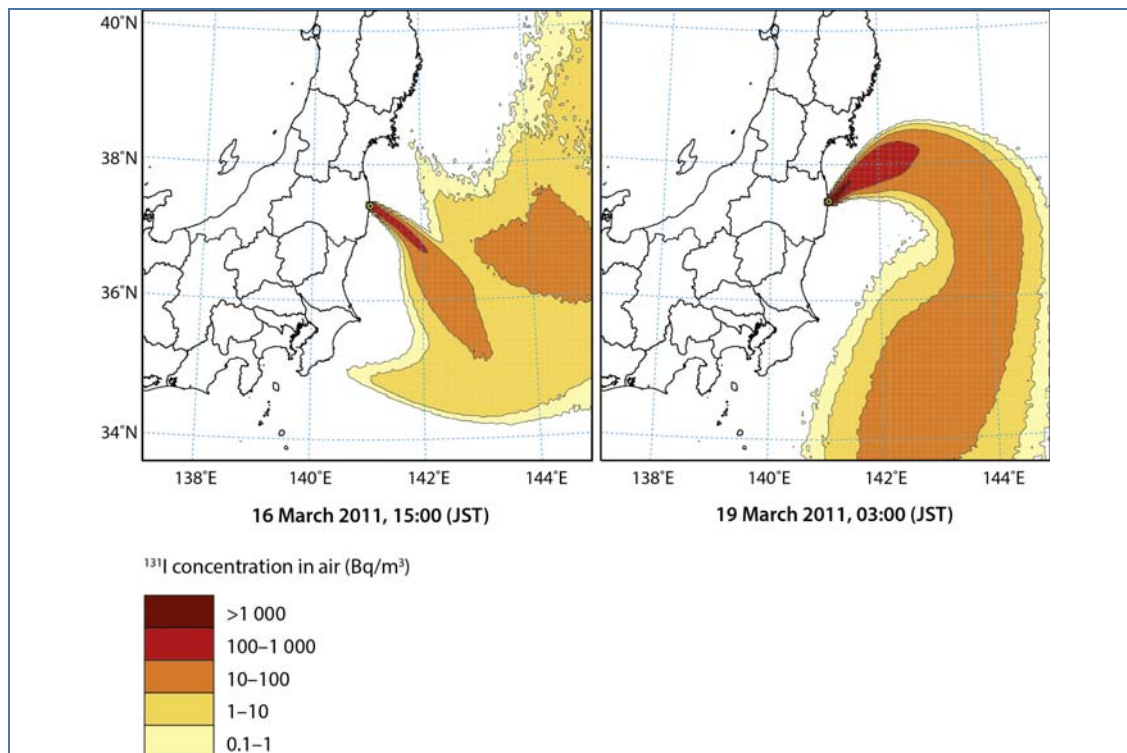 40°N
38°N
36°N
34°N
138°E 140°E 142°E 144°E 138°E 140°E 142°E 144°E
16 March 2011, 15:00 (JST) 19 March 2011, 03:00 (JST)
¹³¹I concentration in air (Bq/m³)
>1 000
100–1 000
10–100
1–10
0.1–1